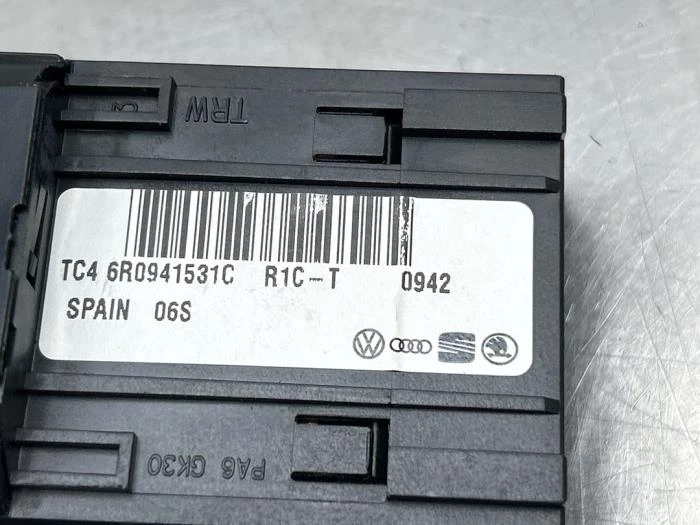 TRW
TC4 6R0941531C R1C-T 0942
SPAIN 06S
PA6 GK30